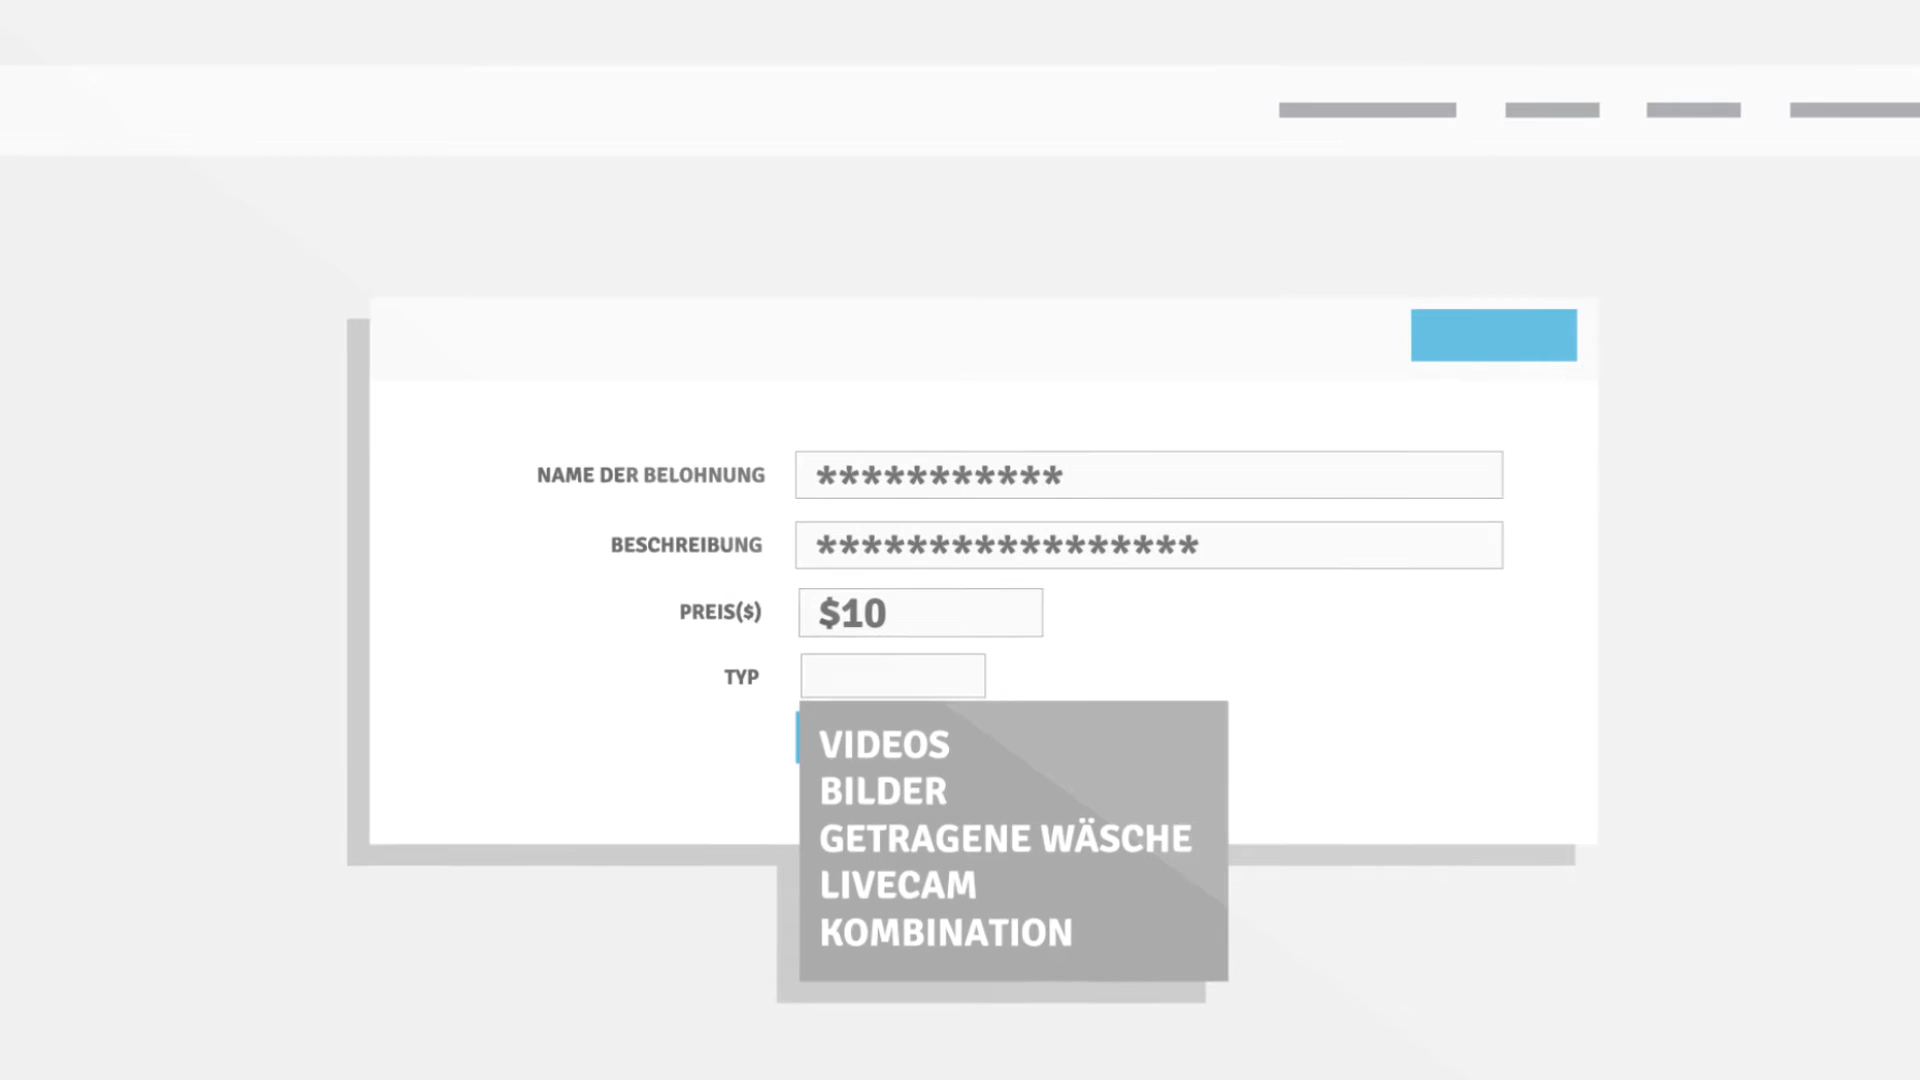 NAME DER BELOHNUNG ***********
BESCHREIBUNG *****************
PREIS($) $10
TYP
VIDEOS
BILDER
GETRAGENE WÄSCHE
LIVECAM
KOMBINATION